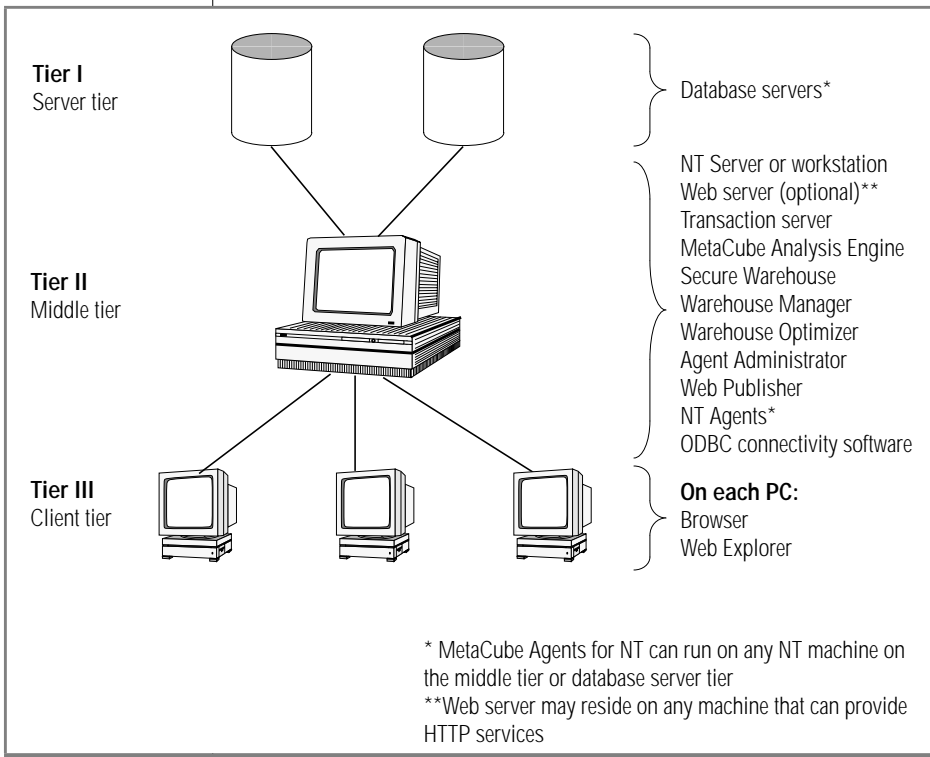 Tier I
Server tier
Database servers*
NT Server or workstation
Web server (optional)**
Transaction server
MetaCube Analysis Engine
Secure Warehouse
Tier II
Middle tier
Warehouse Manager
Warehouse Optimizer
Agent Administrator
Web Publisher
NT Agents*
ODBC connectivity software
Tier III
Client tier
On each PC:
Browser
Web Explorer
* MetaCube Agents for NT can run on any NT machine on
the middle tier or database server tier
**Web server may reside on any machine that can provide
HTTP services